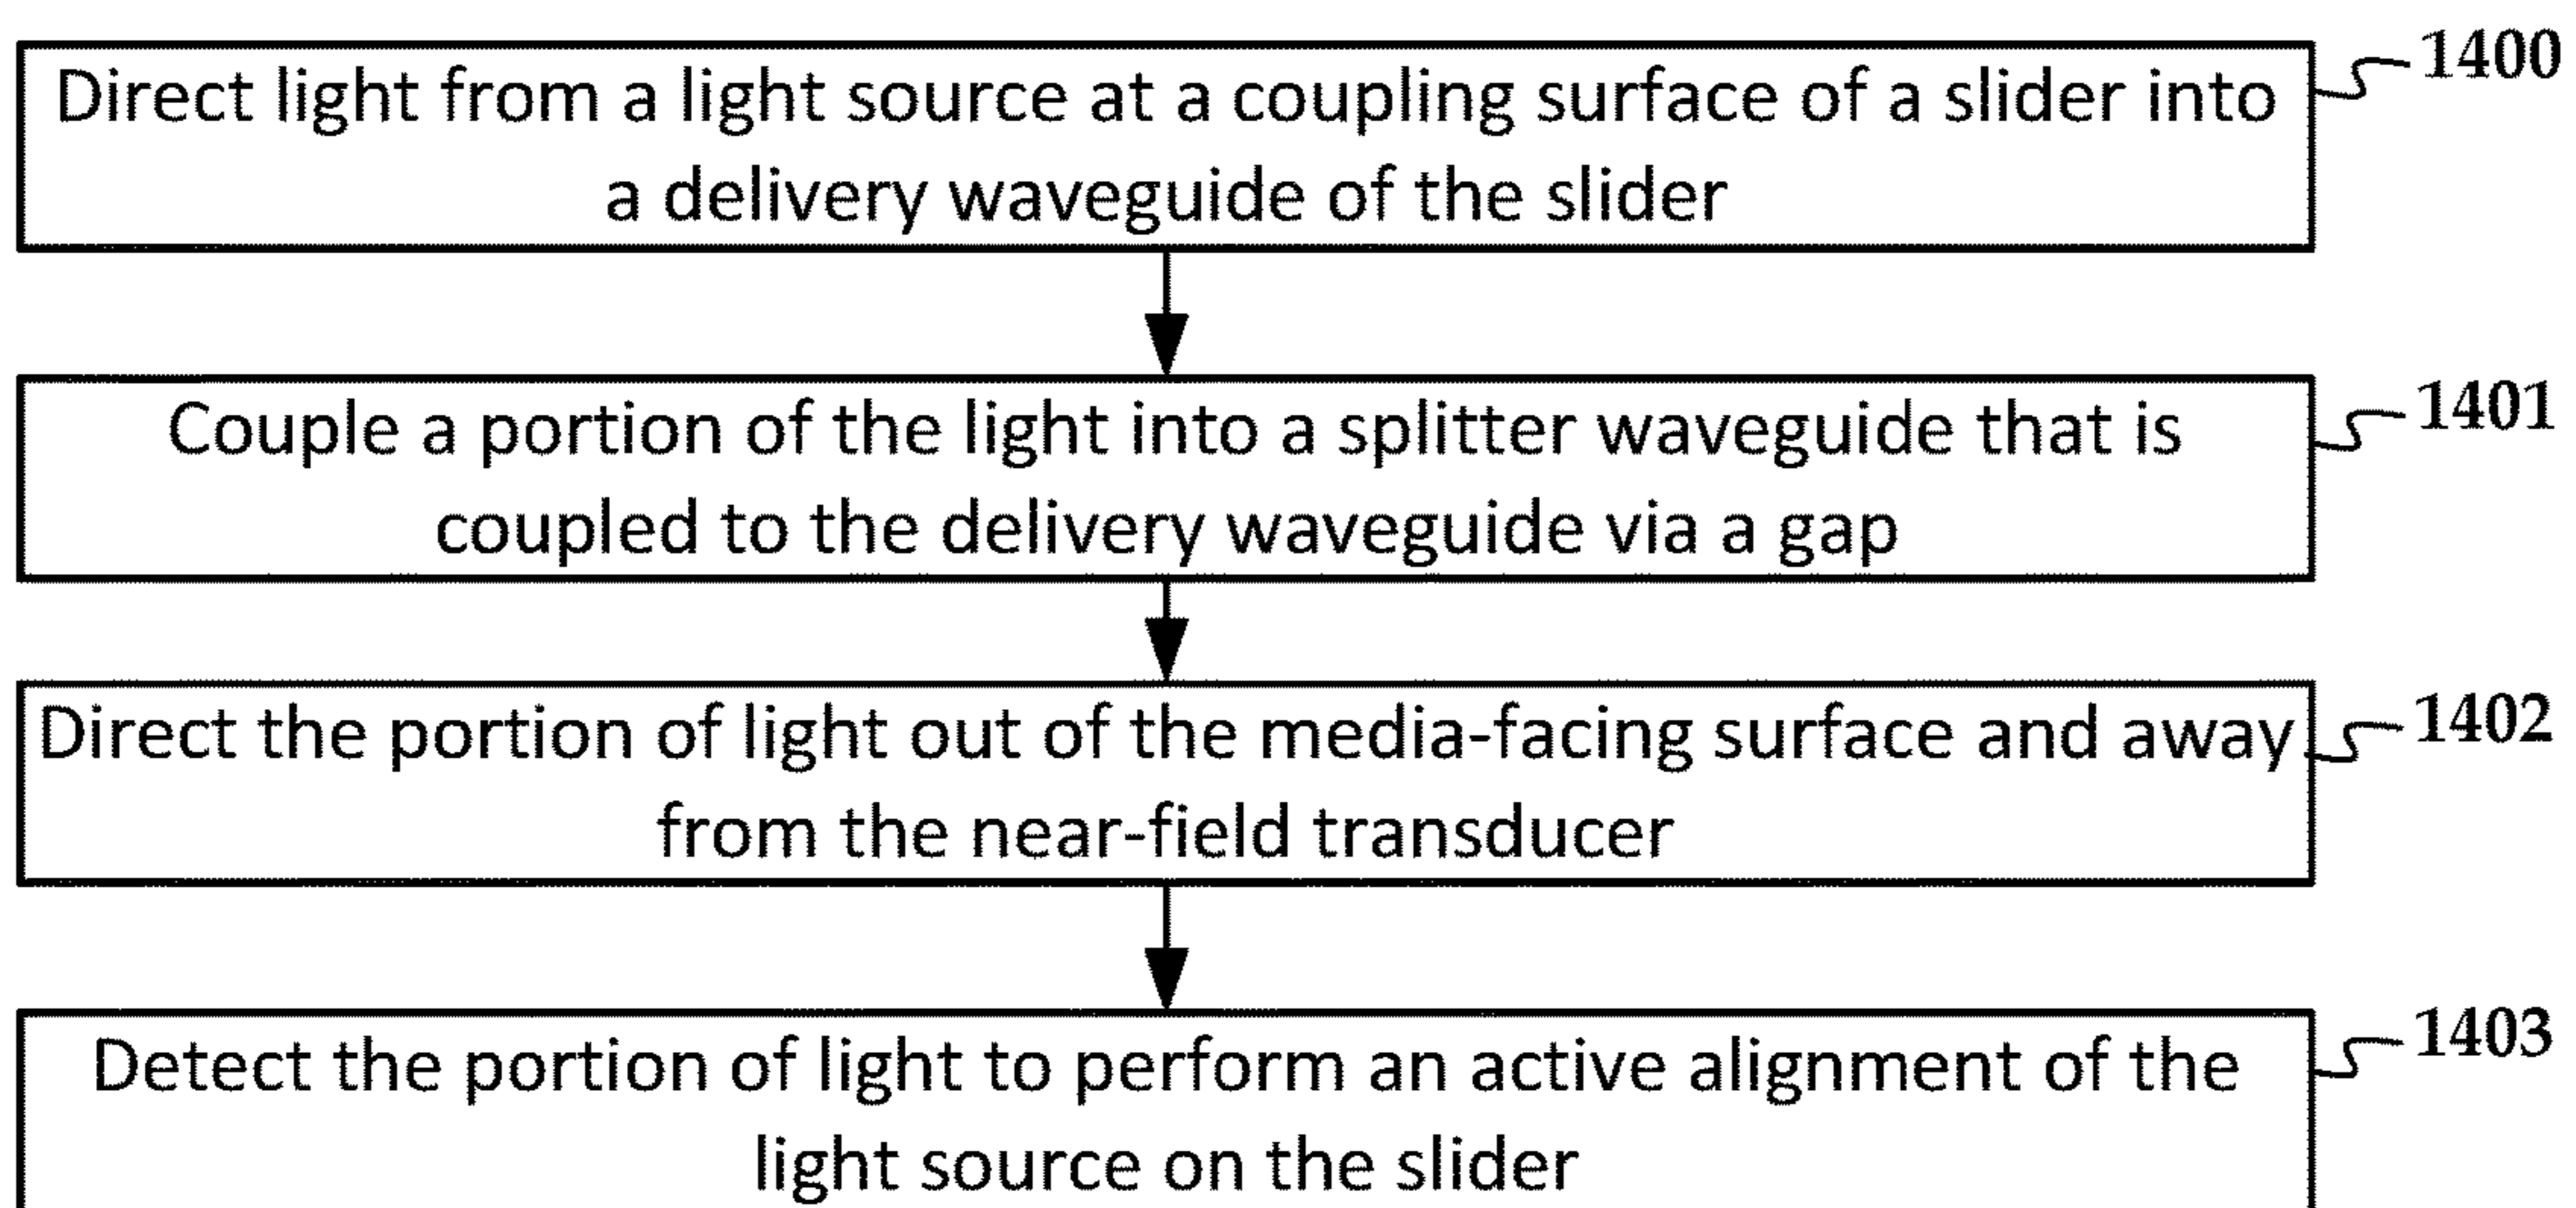 Direct light from a light source at a coupling surface of a slider into
a delivery waveguide of the slider
1400
Couple a portion of the light into a splitter waveguide that is
coupled to the delivery waveguide via a gap
1401
Direct the portion of light out of the media-facing surface and away
from the near-field transducer
1402
Detect the portion of light to perform an active alignment of the
light source on the slider
1403